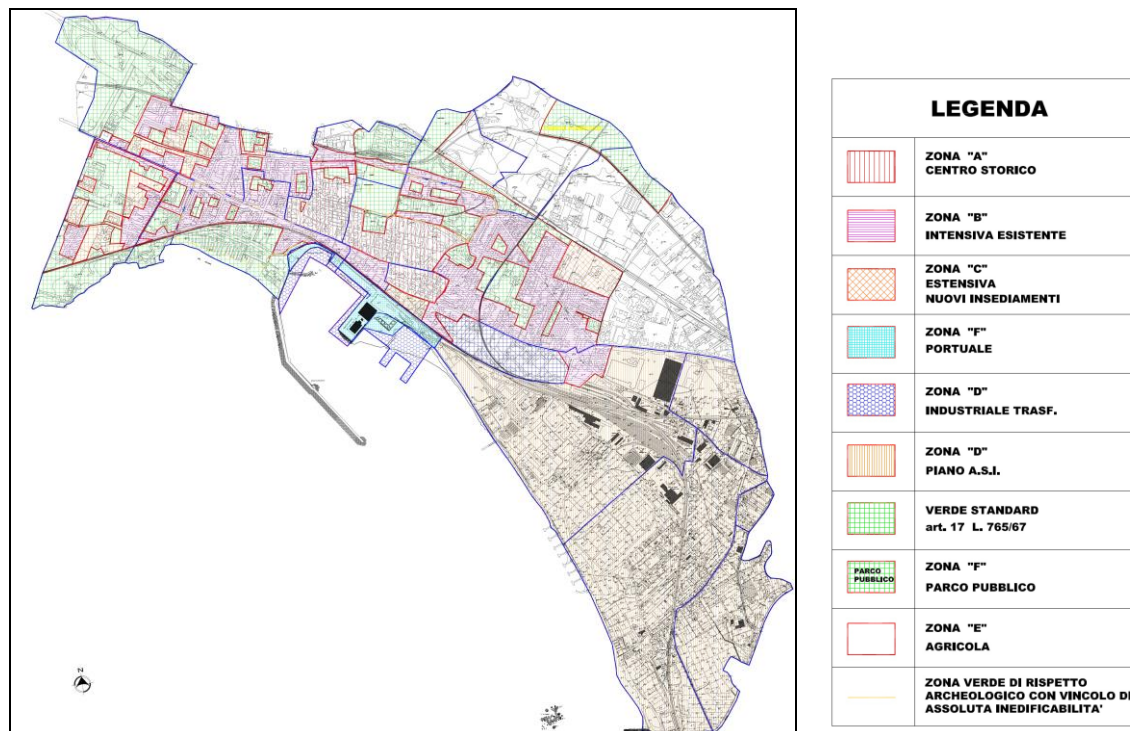 N
LEGENDA
ZONA "A"
CENTRO STORICO
ZONA "B"
INTENSIVA ESISTENTE
ZONA "C"
ESTENSIVA
NUOVI INSEDIAMENTI
ZONA "F"
PORTUALE
ZONA "D"
INDUSTRIALE TRASF.
ZONA "D"
PIANO A.S.I.
VERDE STANDARD
art. 17 L. 765/67
PARCO
PUBBLICO
ZONA "F"
PARCO PUBBLICO
ZONA "E"
AGRICOLA
ZONA VERDE DI RISPETTO
ARCHEOLOGICO CON VINCOLO DI
ASSOLUTA INEDIFICABILITA'